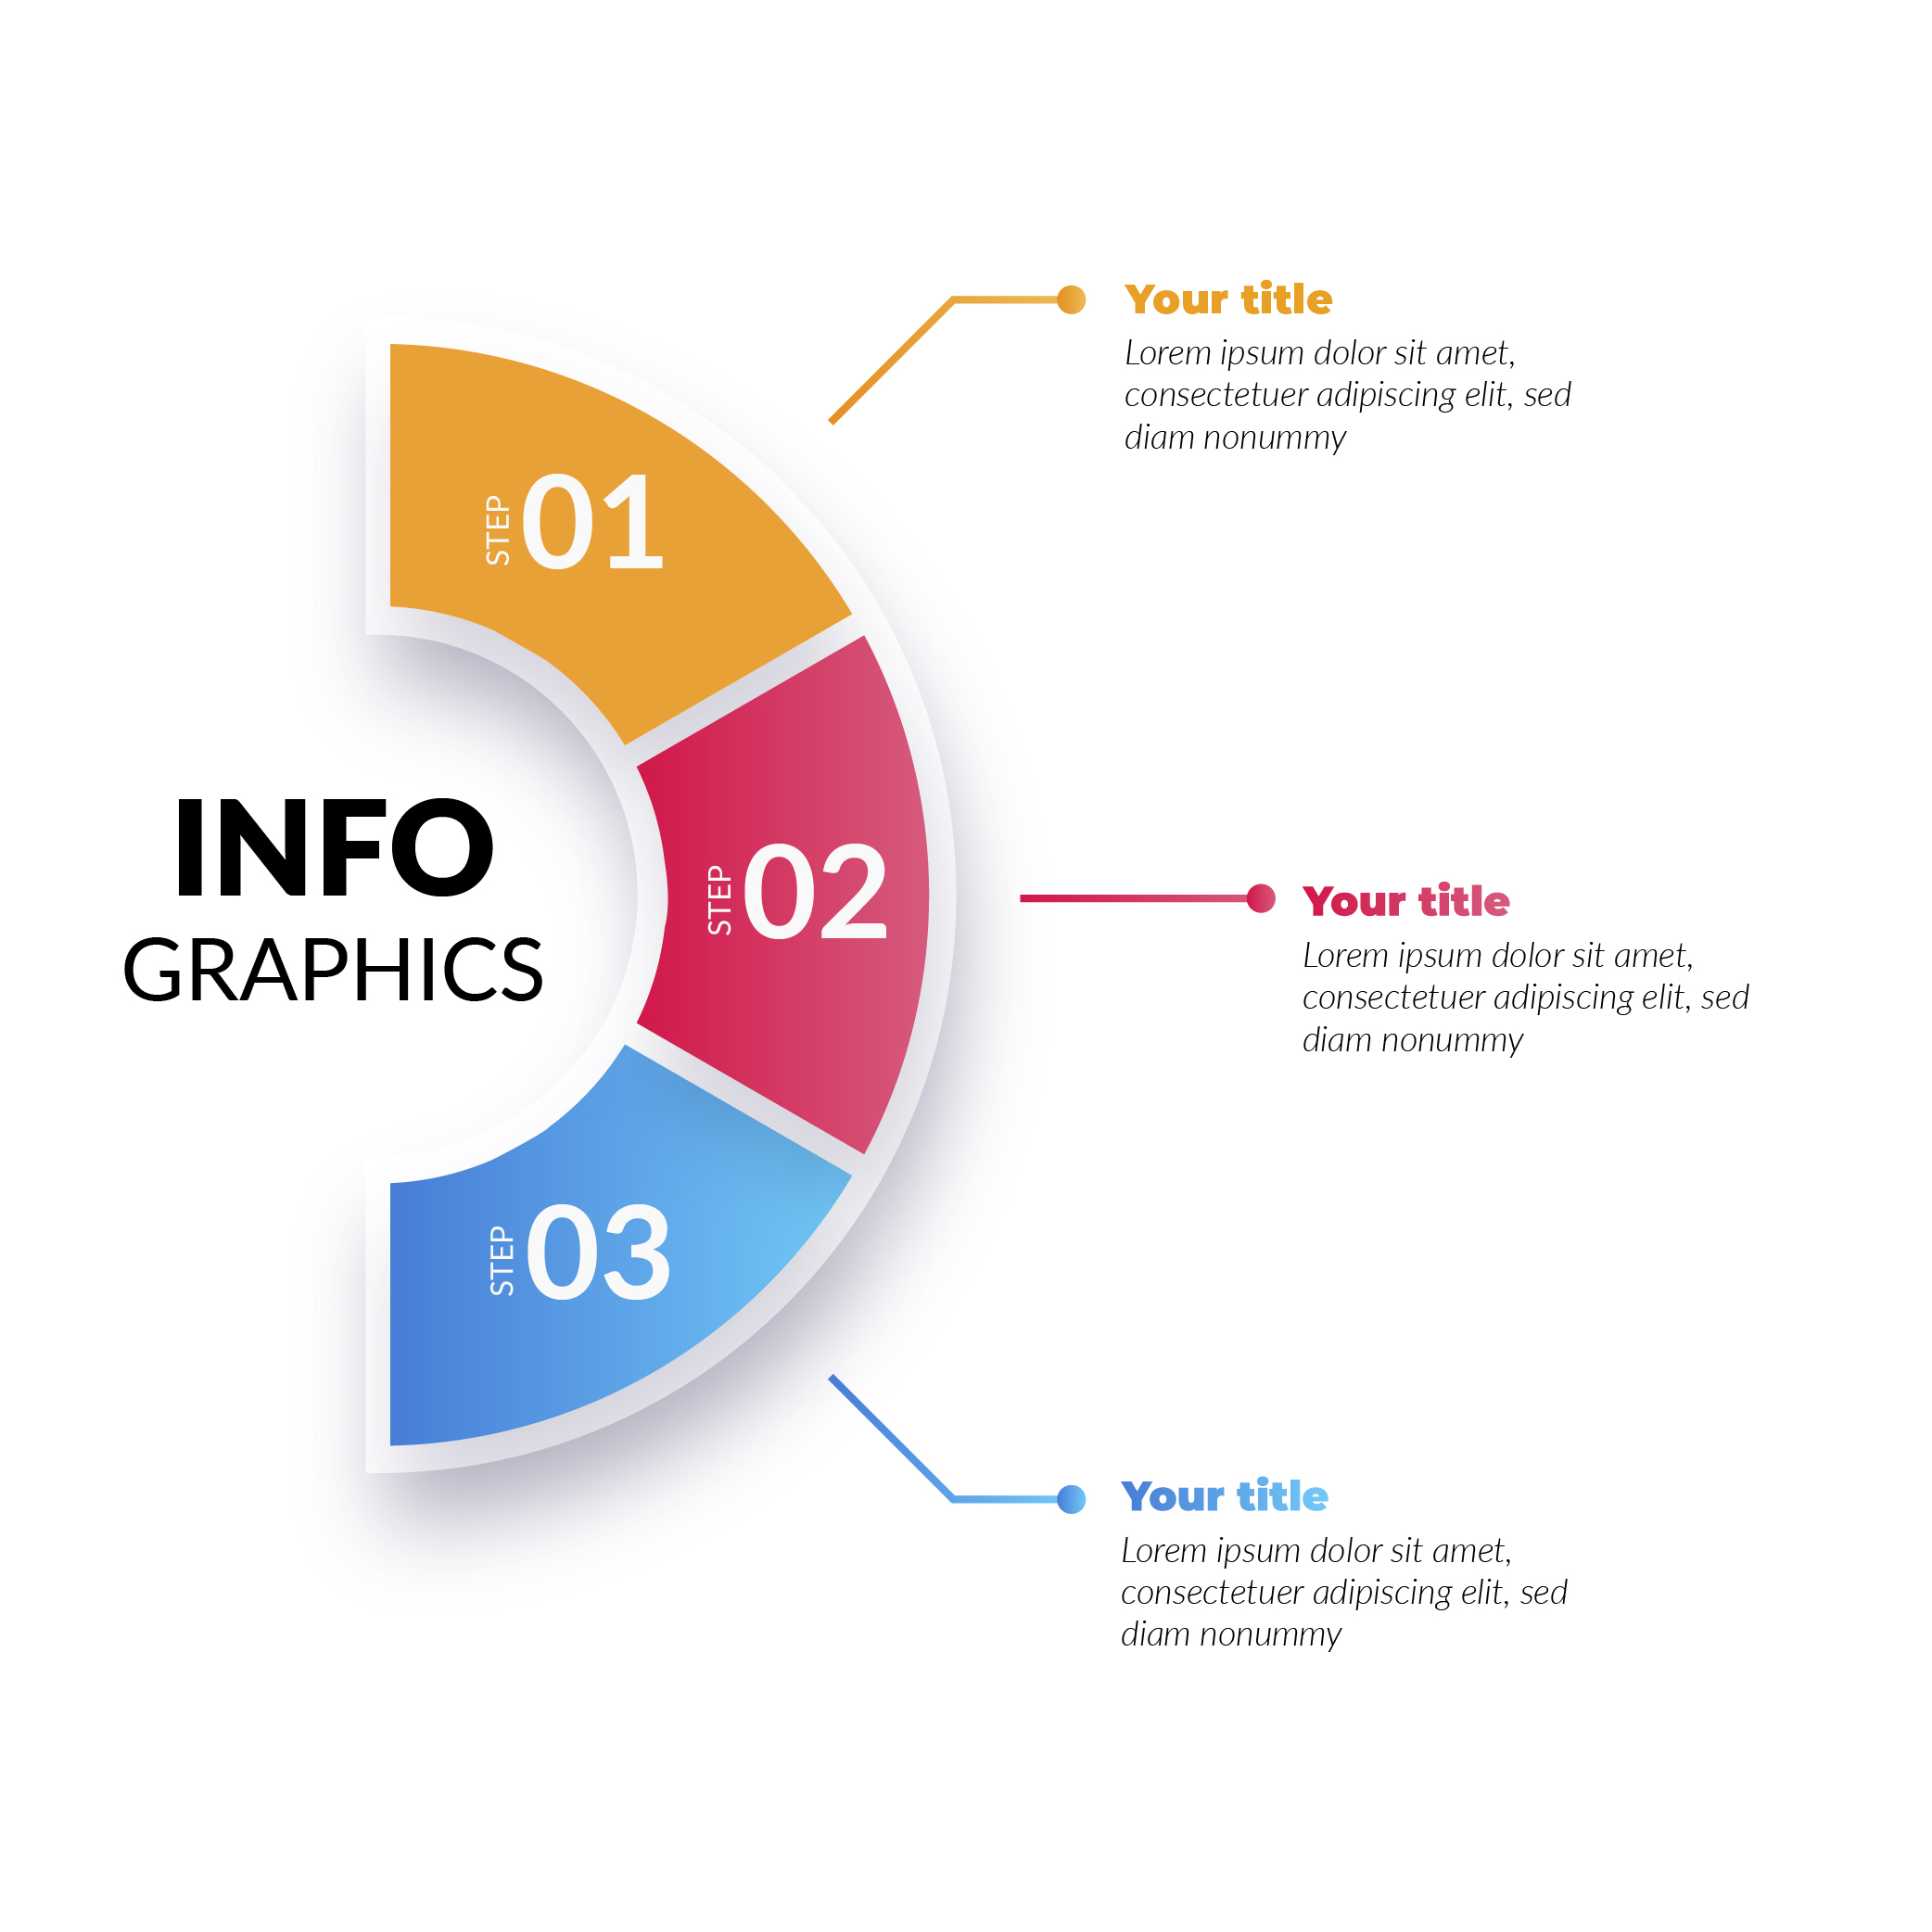 INFO
GRAPHICS
STEP 01
Your title
Lorem ipsum dolor sit amet,
consectetuer adipiscing elit, sed
diam nonummy
STEP 02
Your title
Lorem ipsum dolor sit amet,
consectetuer adipiscing elit, sed
diam nonummy
STEP 03
Your title
Lorem ipsum dolor sit amet,
consectetuer adipiscing elit, sed
diam nonummy